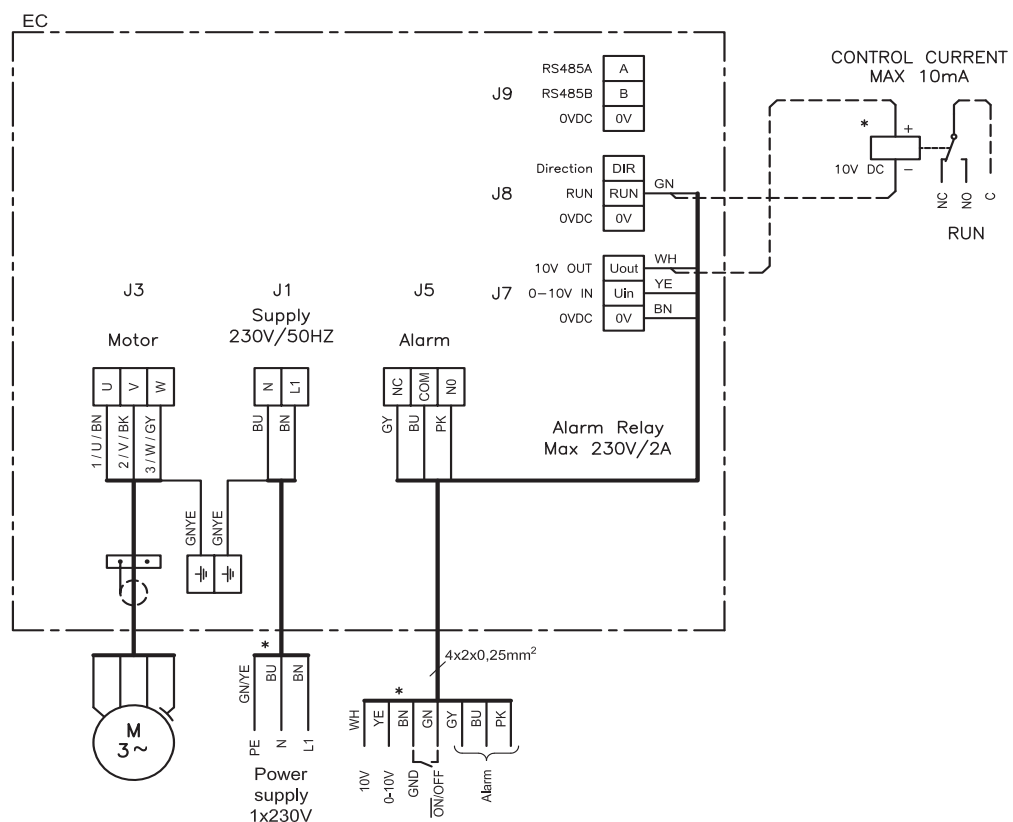 EC
CONTROL CURRENT
MAX 10mA
J9
RS485A A
RS485B B
0VDC 0V
*
+
10V DC
−
NC
NO
C
RUN
J8
Direction DIR
RUN RUN GN
0VDC 0V
J7
10V OUT Uout WH
0–10V IN Uin YE
0VDC 0V BN
J3
Motor
U V W
1 / U / BN
2 / V / BK
3 / W / GY
J1
Supply
230V/50HZ
N L1
BU BN
J5
Alarm
NC COM N0
GY BU PK
Alarm Relay
Max 230V/2A
GNYE GNYE
M
3~
*
GN/YE BU BN
PE N L1
Power
supply
1x230V
4x2x0,25mm²
*
WH YE BN GN GY BU PK
10V
0-10V
GND
ON/OFF
Alarm